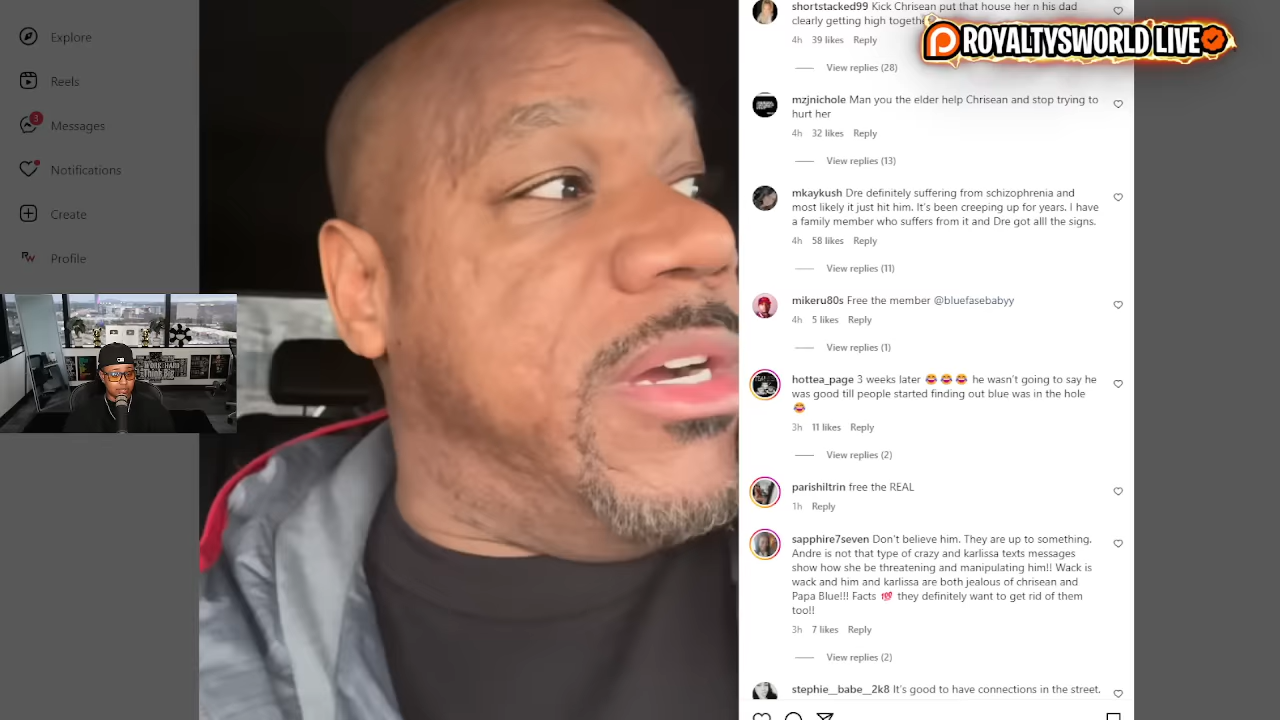 Explore
Reels
3
Messages
Notifications
Create
RW
Profile
WORK HARD
Think Big
ROYALTYSWORLD LIVE
shortstacked99 Kick Chrisean put that house her n his dad
clearly getting high togethe
4h 39 likes Reply
View replies (28)
mzjnichole Man you the elder help Chrisean and stop trying to
hurt her
4h 32 likes Reply
View replies (13)
mkaykush Dre definitely suffering from schizophrenia and
most likely it just hit him. It's been creeping up for years. I have
a family member who suffers from it and Dre got alll the signs.
4h 58 likes Reply
View replies (11)
mikeru80s Free the member @bluefasebabyy
4h 5 likes Reply
View replies (1)
hottea_page 3 weeks later 😂😂😂 he wasn't going to say he
was good till people started finding out blue was in the hole
😂
3h 11 likes Reply
View replies (2)
parishiltrin free the REAL
1h Reply
sapphire7seven Don't believe him. They are up to something.
Andre is not that type of crazy and karlissa texts messages
show how she be threatening and manipulating him!! Wack is
wack and him and karlissa are both jealous of chrisean and
Papa Blue!!! Facts 💯 they definitely want to get rid of them
too!!
3h 7 likes Reply
View replies (2)
stephie__babe__2k8 It's good to have connections in the street.